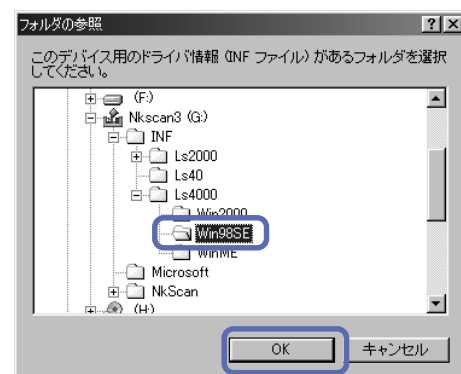 フォルダの参照
このデバイス用のドライバ情報 (INF ファイル) があるフォルダを選択
してください。
(F:)
Nkscan3 (G:)
INF
Ls2000
Ls40
Ls4000
Win2000
Win98SE
WinME
Microsoft
NkScan
(H:)
OK
キャンセル